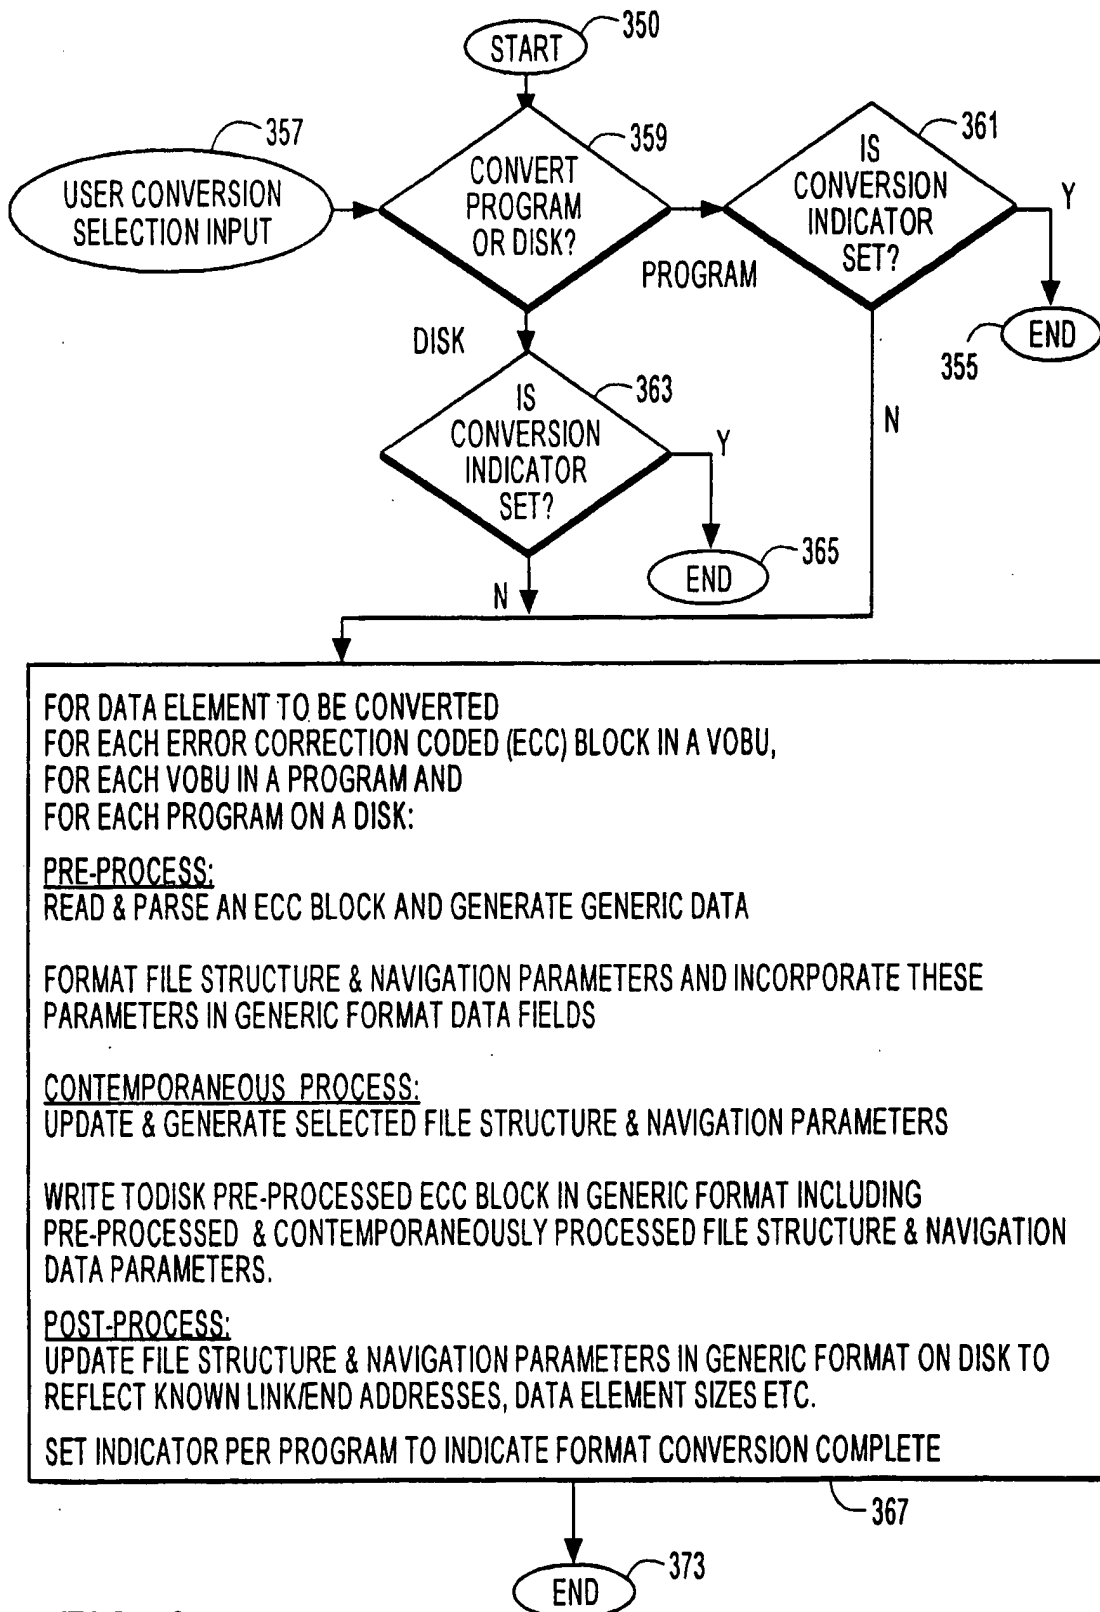 START
350
357
USER CONVERSION
SELECTION INPUT
359
CONVERT
PROGRAM
OR DISK?
361
IS
CONVERSION
INDICATOR
SET?
Y
PROGRAM
END
355
DISK
363
IS
CONVERSION
INDICATOR
SET?
Y
N
END
365
N
FOR DATA ELEMENT TO BE CONVERTED
FOR EACH ERROR CORRECTION CODED (ECC) BLOCK IN A VOBU,
FOR EACH VOBU IN A PROGRAM AND
FOR EACH PROGRAM ON A DISK:
PRE-PROCESS:
READ & PARSE AN ECC BLOCK AND GENERATE GENERIC DATA
FORMAT FILE STRUCTURE & NAVIGATION PARAMETERS AND INCORPORATE THESE
PARAMETERS IN GENERIC FORMAT DATA FIELDS
CONTEMPORANEOUS PROCESS:
UPDATE & GENERATE SELECTED FILE STRUCTURE & NAVIGATION PARAMETERS
WRITE TODISK PRE-PROCESSED ECC BLOCK IN GENERIC FORMAT INCLUDING
PRE-PROCESSED & CONTEMPORANEOUSLY PROCESSED FILE STRUCTURE & NAVIGATION
DATA PARAMETERS.
POST-PROCESS:
UPDATE FILE STRUCTURE & NAVIGATION PARAMETERS IN GENERIC FORMAT ON DISK TO
REFLECT KNOWN LINK/END ADDRESSES, DATA ELEMENT SIZES ETC.
SET INDICATOR PER PROGRAM TO INDICATE FORMAT CONVERSION COMPLETE
367
END
373